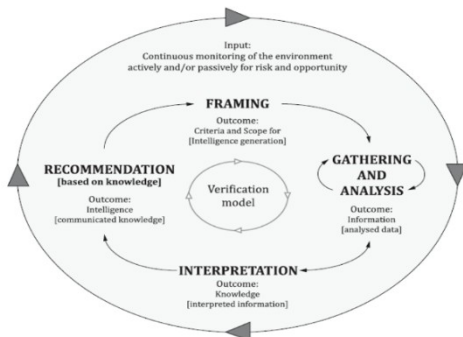 Input:
Continuous monitoring of the environment
actively and/or passively for risk and opportunity
FRAMING
Outcome:
Criteria and Scope for
[Intelligence generation]
RECOMMENDATION
[based on knowledge]
Outcome:
Intelligence
[communicated knowledge]
Verification
model
GATHERING
AND
ANALYSIS
Outcome:
Information
[analysed data]
INTERPRETATION
Outcome:
Knowledge
[interpreted information]